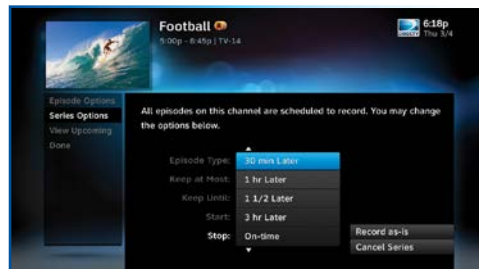 Football
5:00p - 8:45p | TV-14
6:18p
Thu 3/4
DIRECTV
Episode Options
Series Options
View Upcoming
Done
All episodes on this channel are scheduled to record. You may change
the options below.
Episode Type: 30 min Later
Keep at Most: 1 hr Later
Keep Until: 1 1/2 Later
Start: 3 hr Later
Stop: On-time
Record as-is
Cancel Series